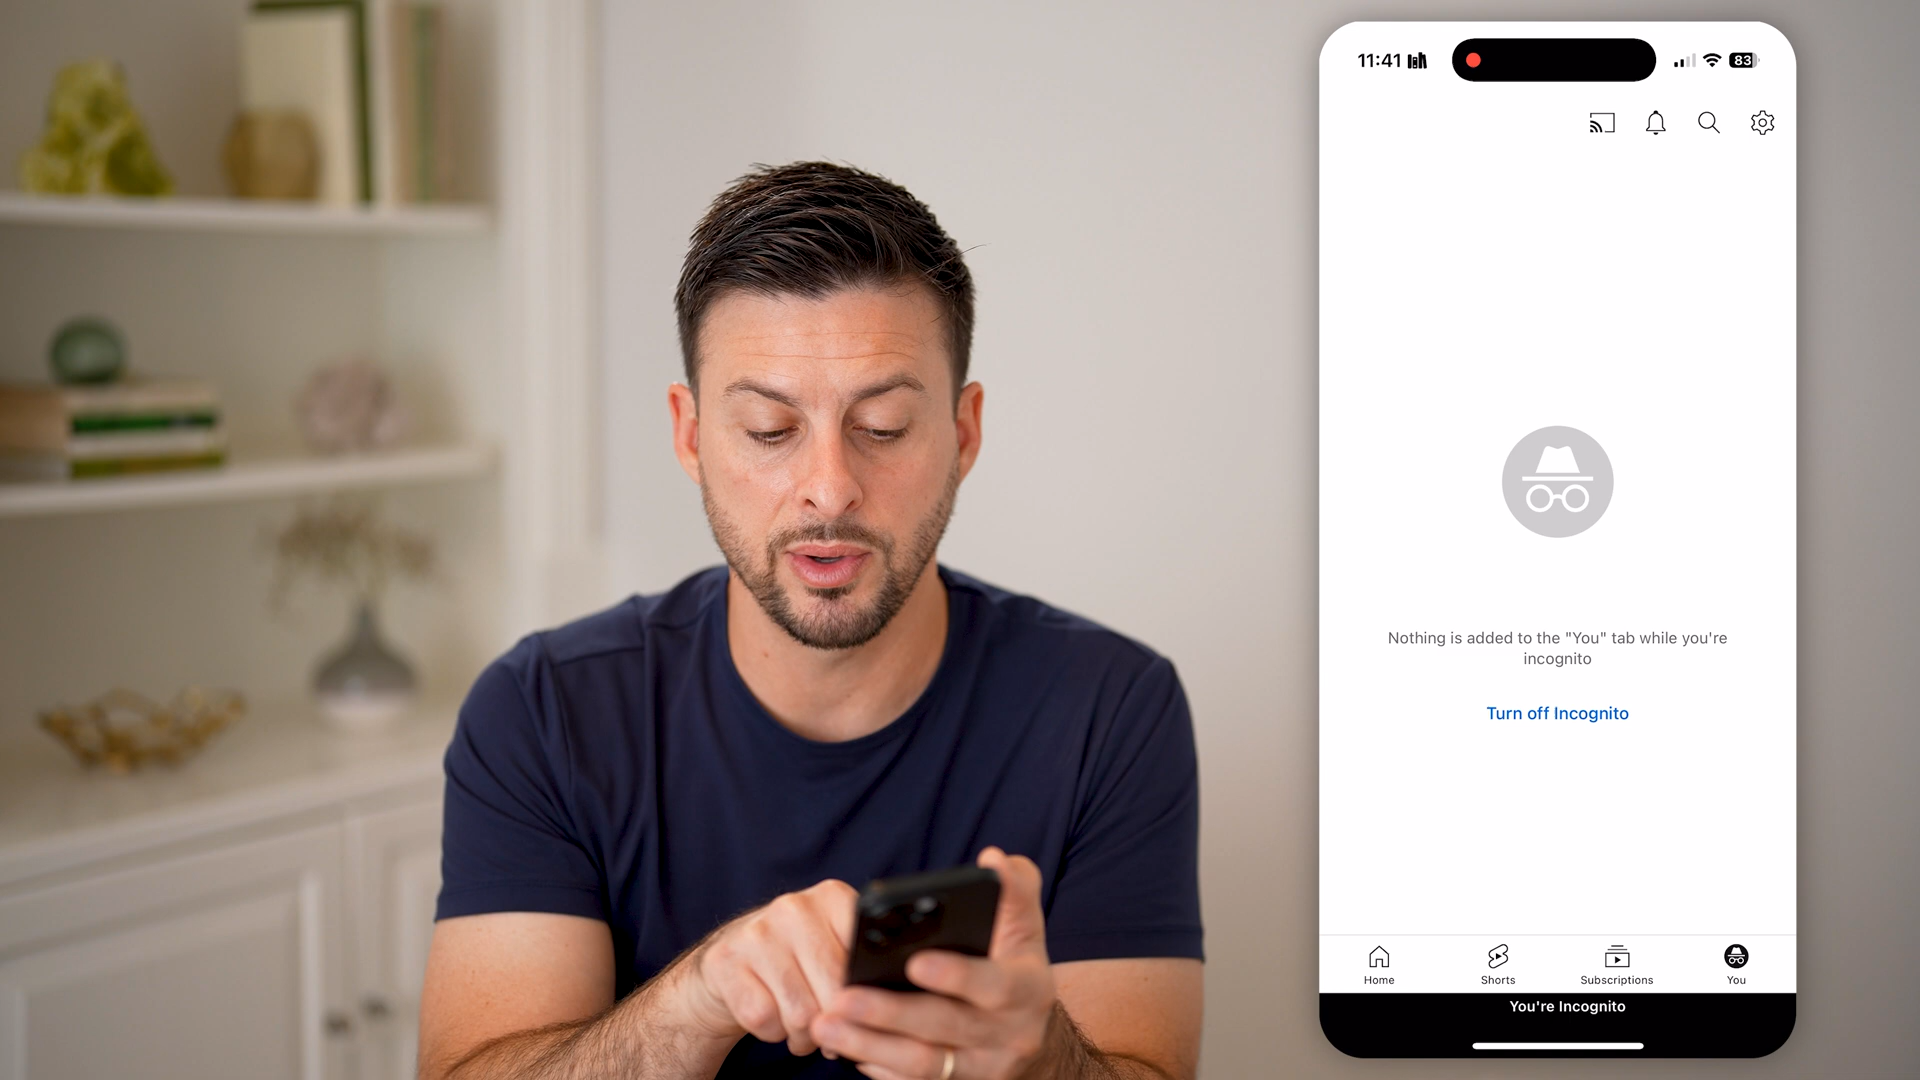 11:41
83
Nothing is added to the "You" tab while you're
incognito
Turn off Incognito
Home
Shorts
Subscriptions
You
You're Incognito